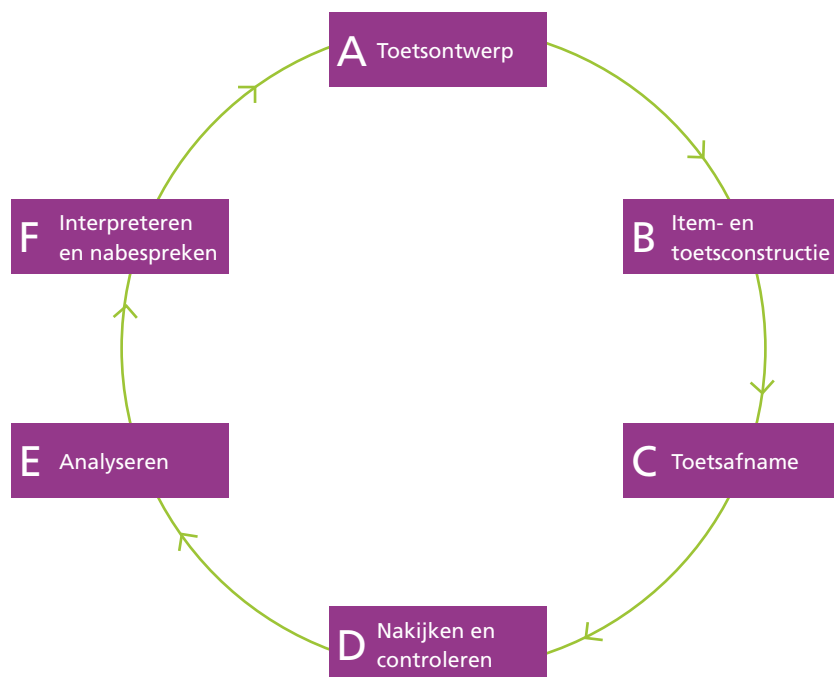 A Toetsontwerp
B Item- en
toetsconstructie
C Toetsafname
D Nakijken en
controleren
E Analyseren
F Interpreteren
en nabespreken